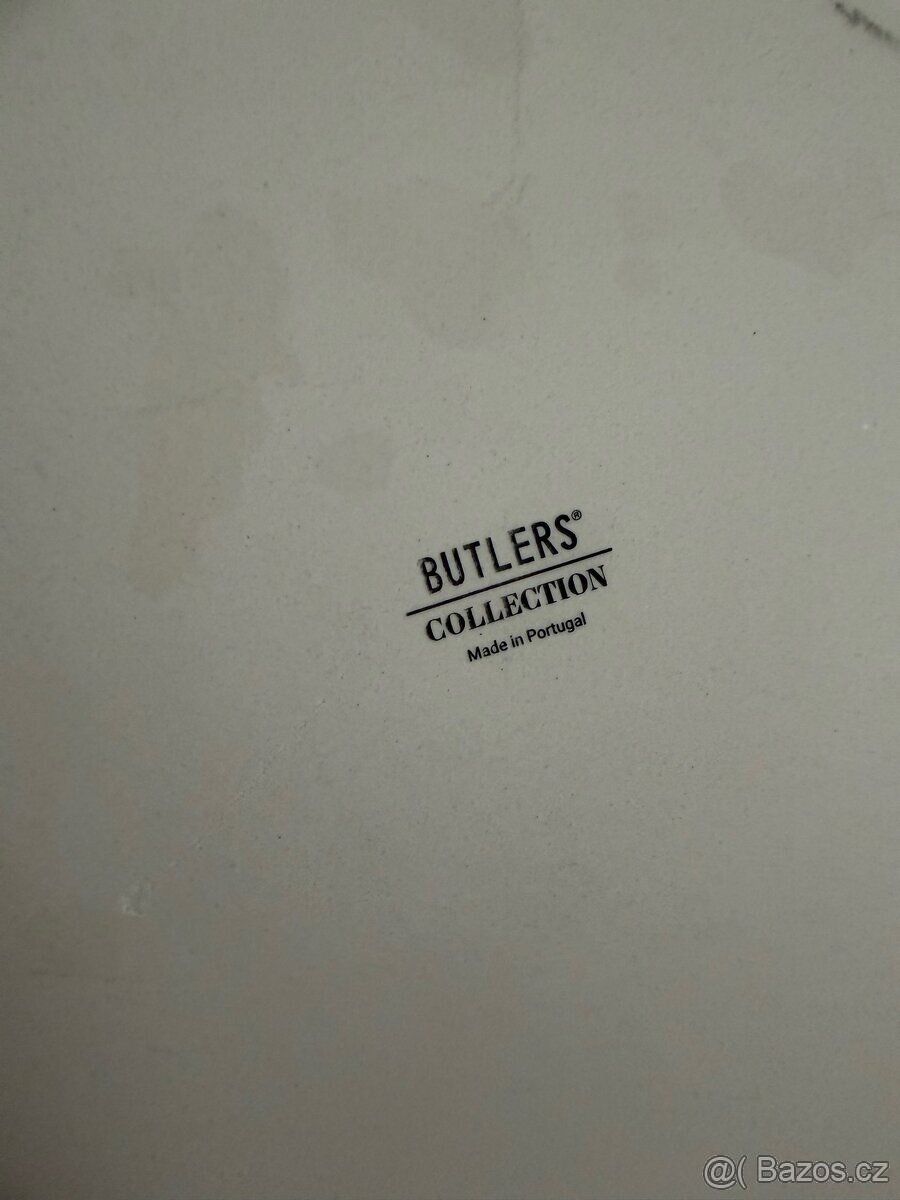 BUTLERS®
COLLECTION
Made in Portugal
@( Bazos.cz